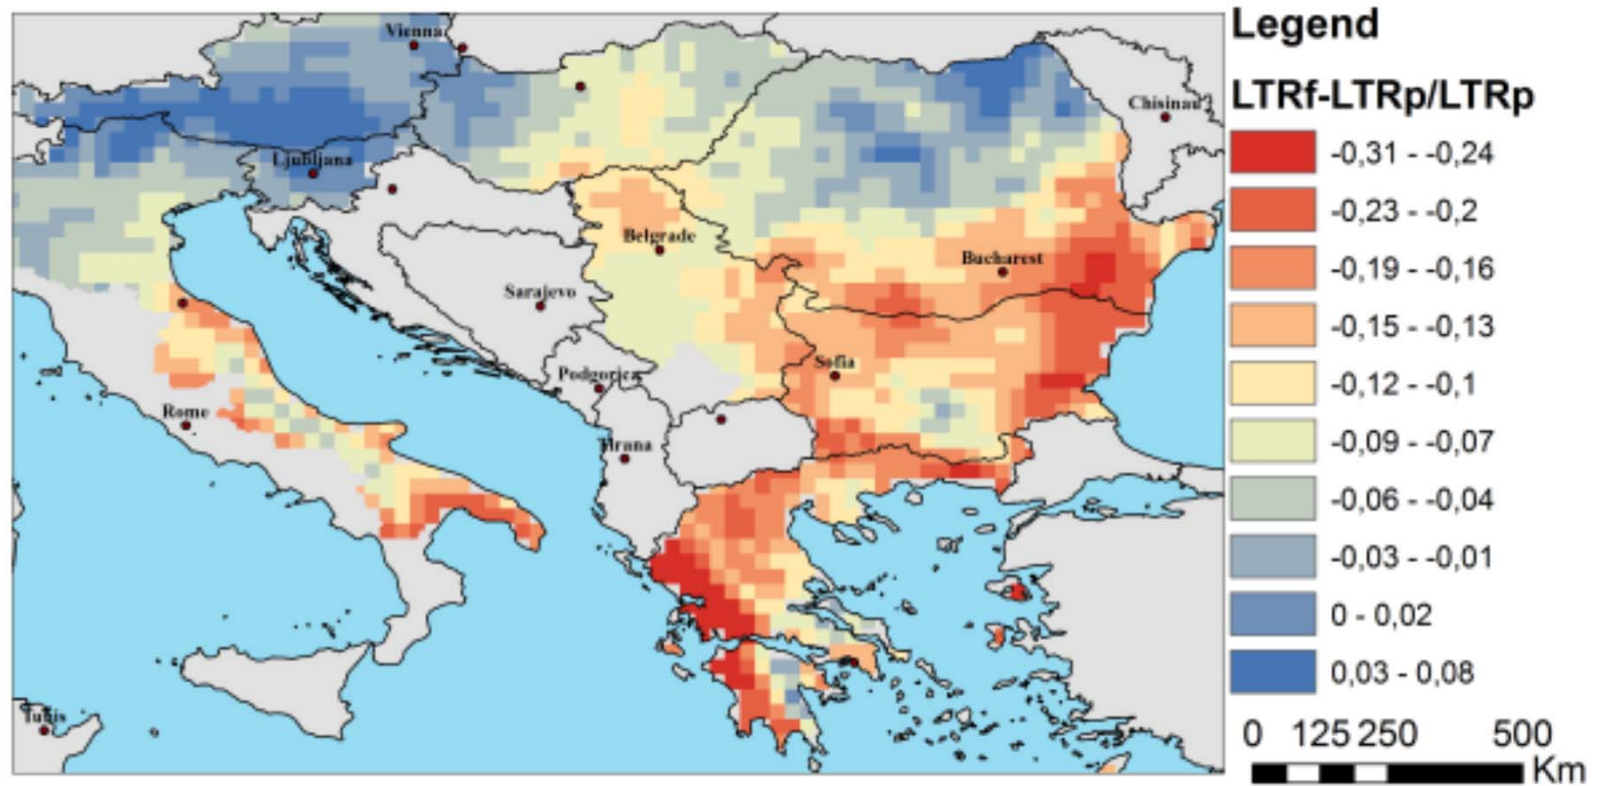 Vienna
Chisinau
Ljubljana
Belgrade
Bucharest
Sarajevo
Sofia
Podgorica
Rome
Tirana
Tunis
Legend
LTRf-LTRp/LTRp
-0,31 - -0,24
-0,23 - -0,2
-0,19 - -0,16
-0,15 - -0,13
-0,12 - -0,1
-0,09 - -0,07
-0,06 - -0,04
-0,03 - -0,01
0 - 0,02
0,03 - 0,08
0 125 250 500
Km